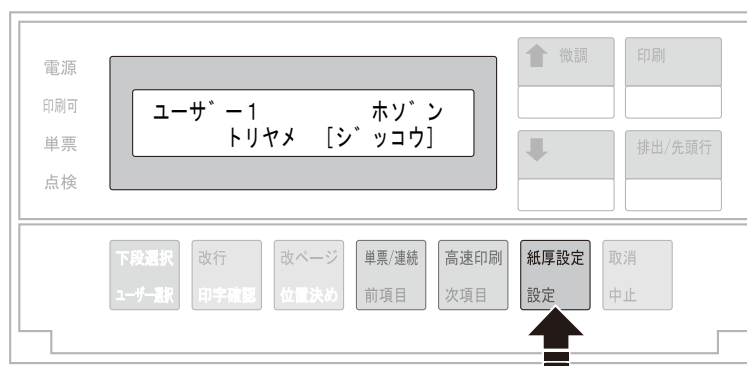 電源
印刷可
単票
点検
ユーザー1 ホゾン
トリヤメ [ジッコウ]
微調
印刷
排出/先頭行
下段選択
ユーザー選択
改行
印字確認
改ページ
位置決め
単票/連続
前項目
高速印刷
次項目
紙厚設定
設定
取消
中止